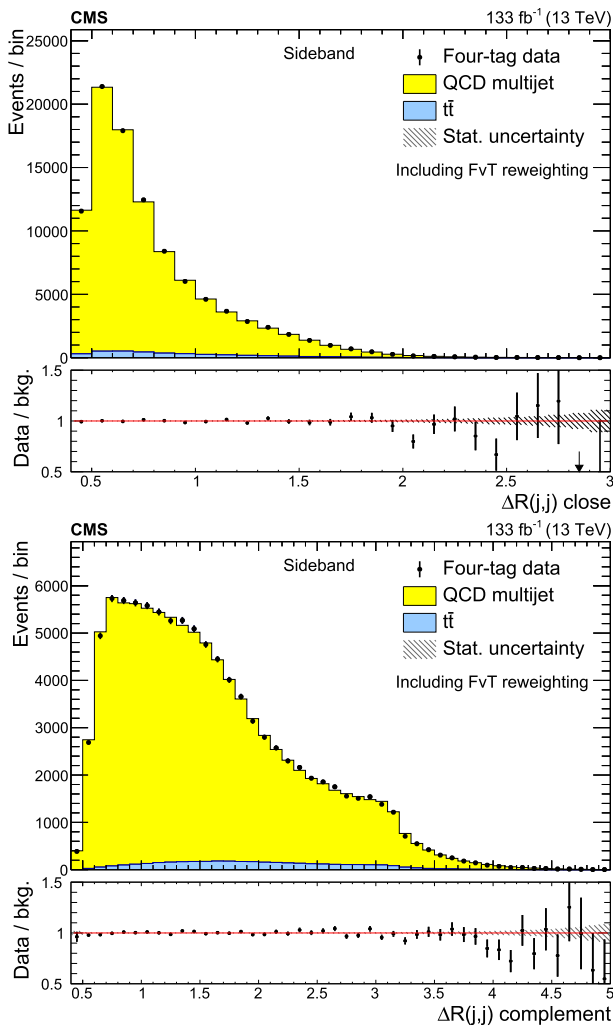 CMS 133 fb⁻¹ (13 TeV)
Events / bin
25000
20000
15000
10000
5000
0
Sideband
Four-tag data
QCD multijet
tt̄
Stat. uncertainty
Including FvT reweighting
Data / bkg.
1.5
1
0.5
0.5 1 1.5 2 2.5 3
ΔR(j,j) close
CMS 133 fb⁻¹ (13 TeV)
Events / bin
6000
5000
4000
3000
2000
1000
0
Sideband
Four-tag data
QCD multijet
tt̄
Stat. uncertainty
Including FvT reweighting
Data / bkg.
1.5
1
0.5
0.5 1 1.5 2 2.5 3 3.5 4 4.5 5
ΔR(j,j) complement